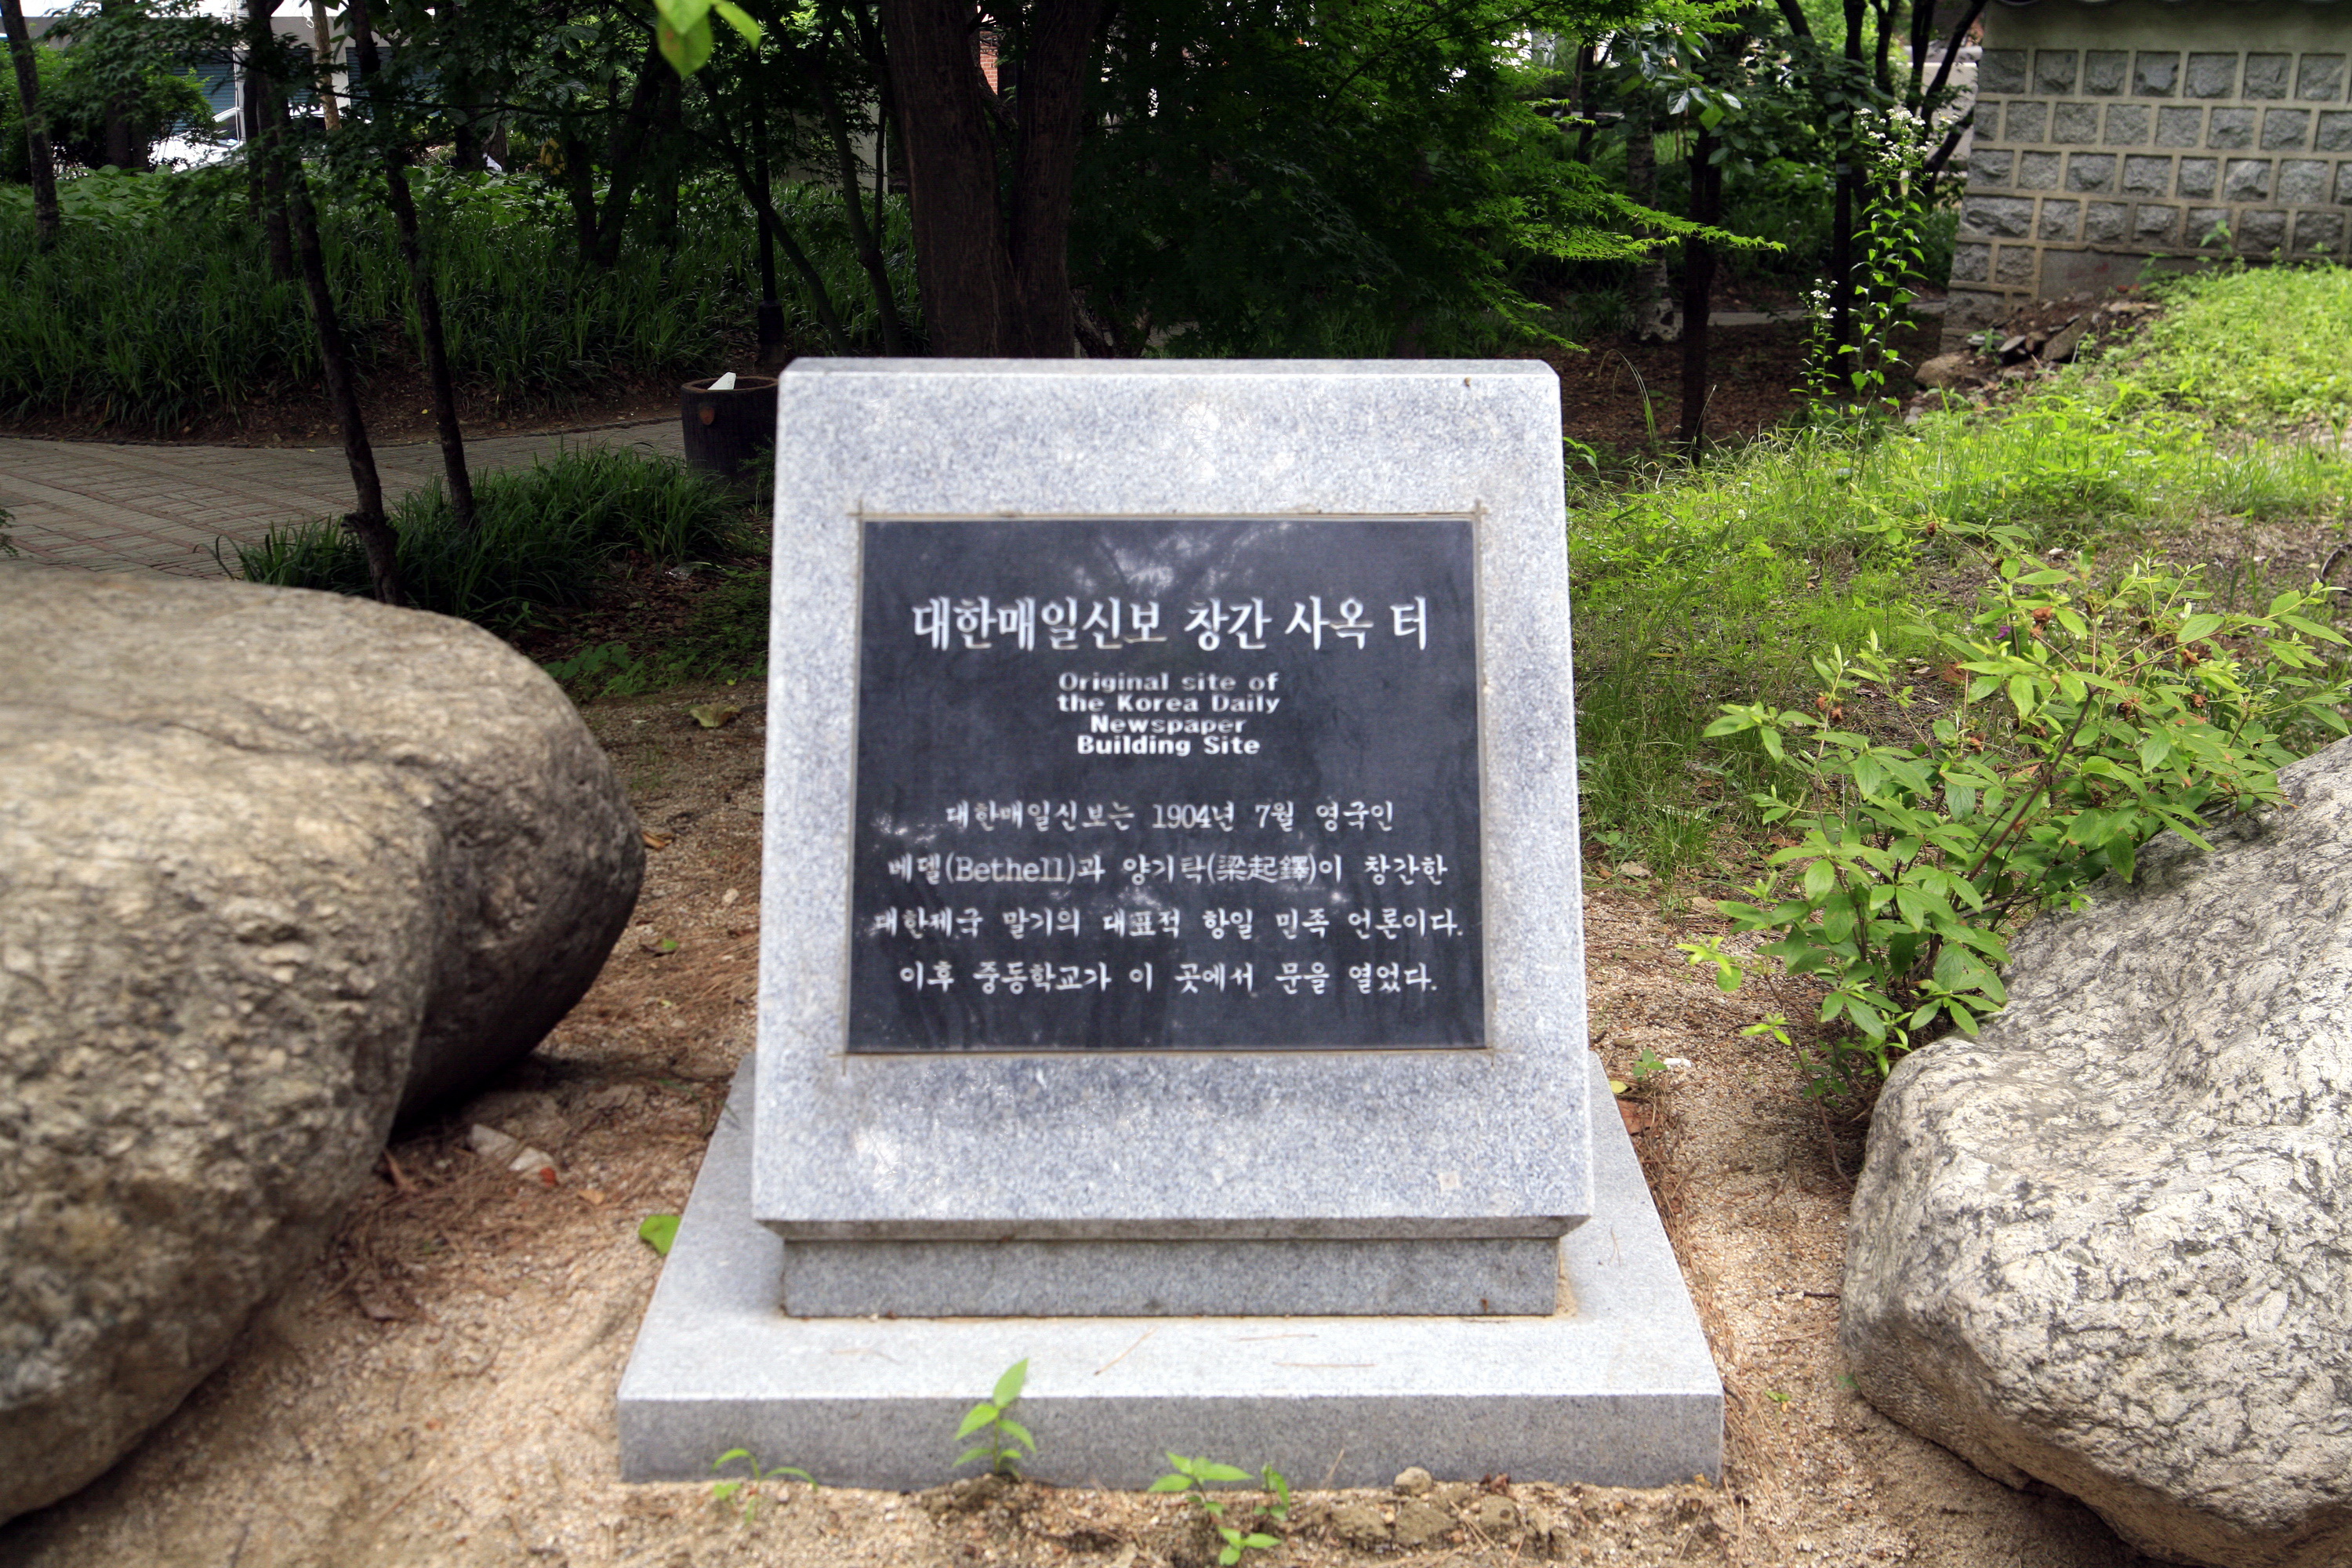 대한매일신보 창간 사옥 터
Original site of
the Korea Daily
Newspaper
Building Site
대한매일신보는 1904년 7월 영국인
베델(Bethell)과 양기탁(梁起鐸)이 창간한
대한제국 말기의 대표적 항일 민족 언론이다.
이후 중동학교가 이 곳에서 문을 열었다.